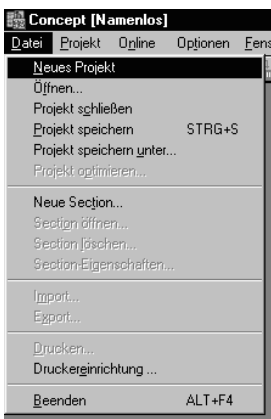 Concept [Namenlos]
Datei Projekt Online Optionen Fens
Neues Projekt
Öffnen...
Projekt schließen
Projekt speichern STRG+S
Projekt speichern unter...
Projekt optimieren...
Neue Section...
Section öffnen...
Section löschen...
Section-Eigenschaften...
Import...
Export...
Drucken...
Druckereinrichtung ...
Beenden ALT+F4